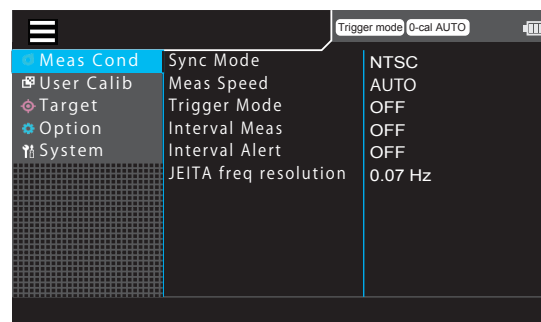 Trigger mode 0-cal AUTO
Meas Cond
User Calib
Target
Option
System
Sync Mode NTSC
Meas Speed AUTO
Trigger Mode OFF
Interval Meas OFF
Interval Alert OFF
JEITA freq resolution 0.07 Hz